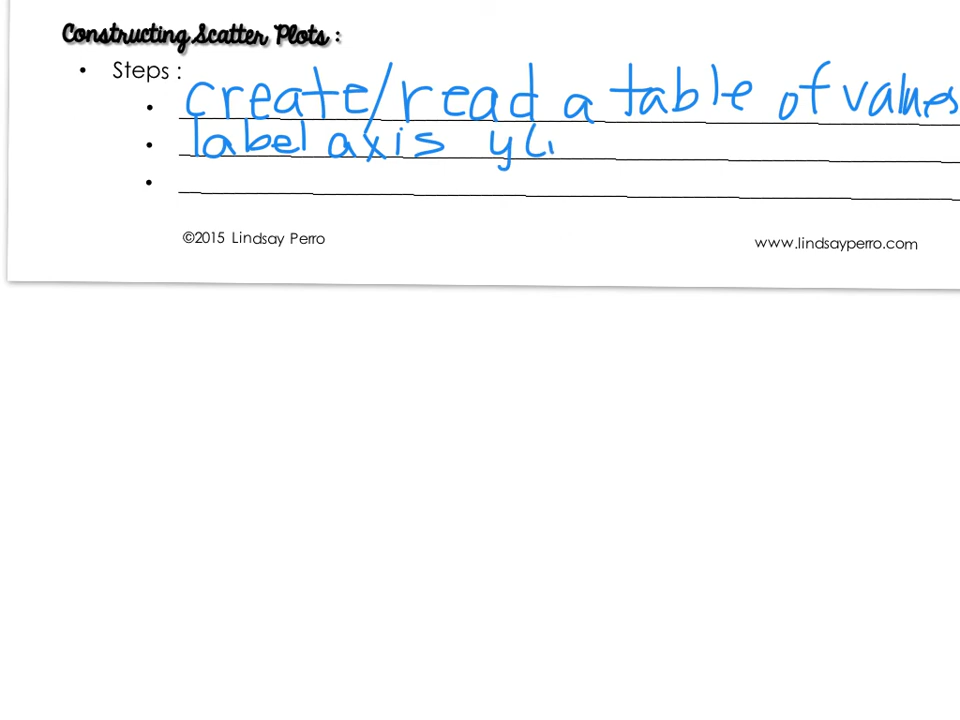 Constructing Scatter Plots :
• Steps :
• create/read a table of values
• label axis
•
©2015 Lindsay Perro
www.lindsayperro.com